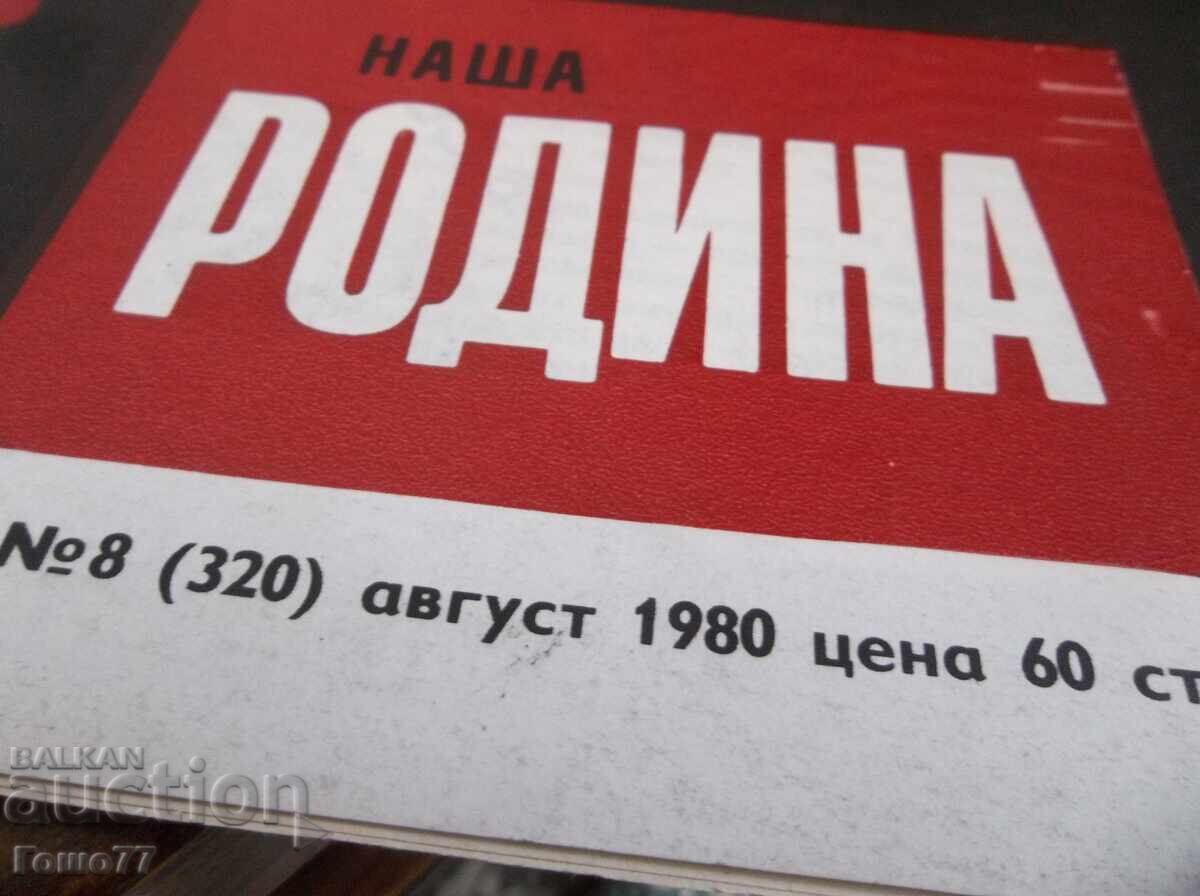 НАША
РОДИНА
№8 (320) август 1980 цена 60 ст
BALKAN
auction
Гошо77